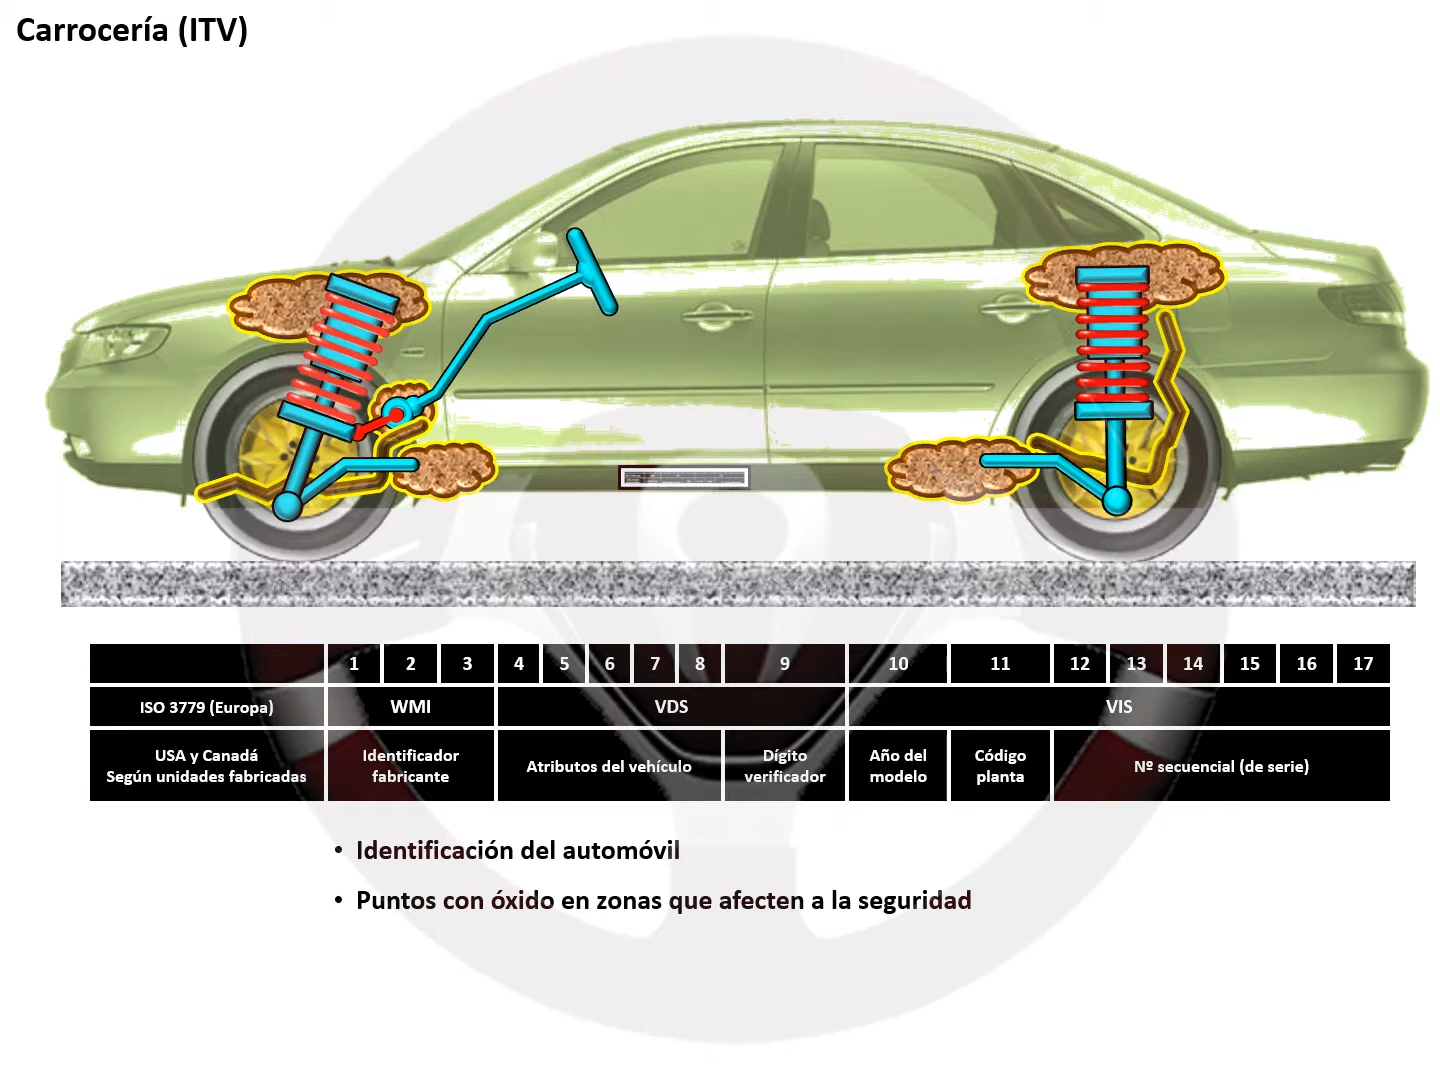 Carrocería (ITV)
1 2 3 4 5 6 7 8 9 10 11 12 13 14 15 16 17
ISO 3779 (Europa) WMI VDS VIS
USA y Canadá
Según unidades fabricadas
Identificador
fabricante
Atributos del vehículo
Dígito
verificador
Año del
modelo
Código
planta
Nº secuencial (de serie)
• Identificación del automóvil
• Puntos con óxido en zonas que afecten a la seguridad